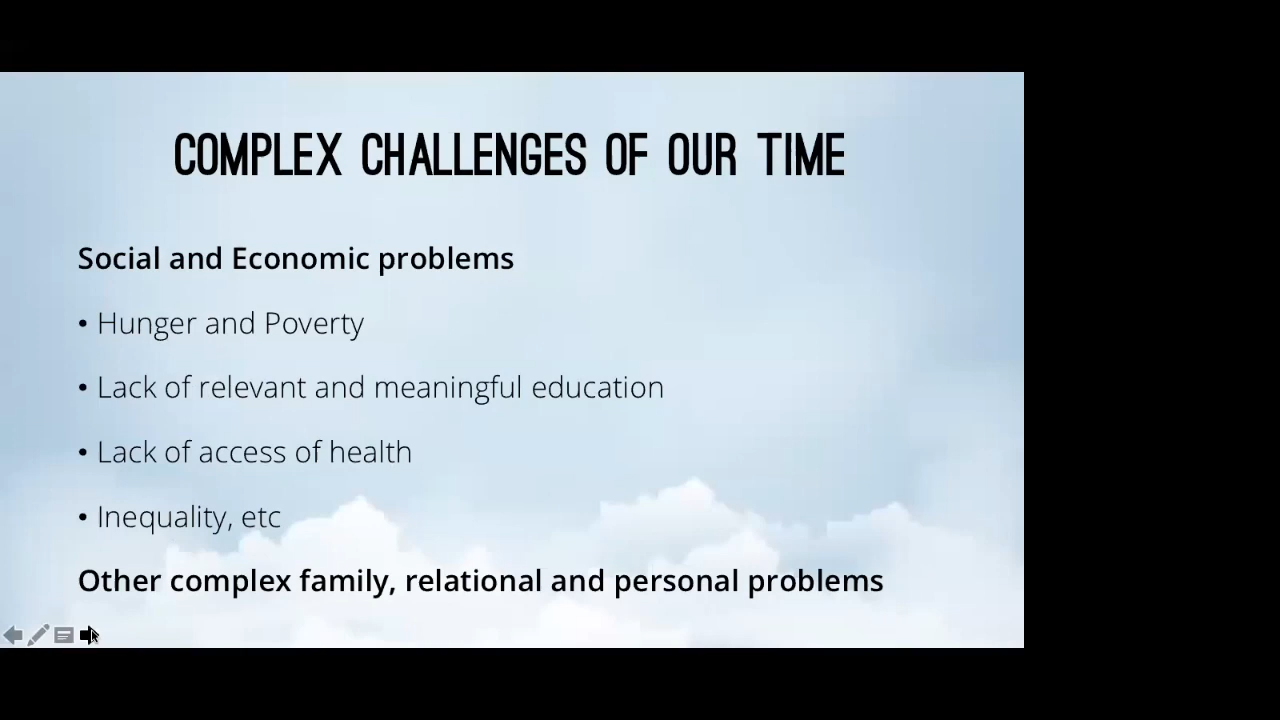 COMPLEX CHALLENGES OF OUR TIME
Social and Economic problems
• Hunger and Poverty
• Lack of relevant and meaningful education
• Lack of access of health
• Inequality, etc
Other complex family, relational and personal problems